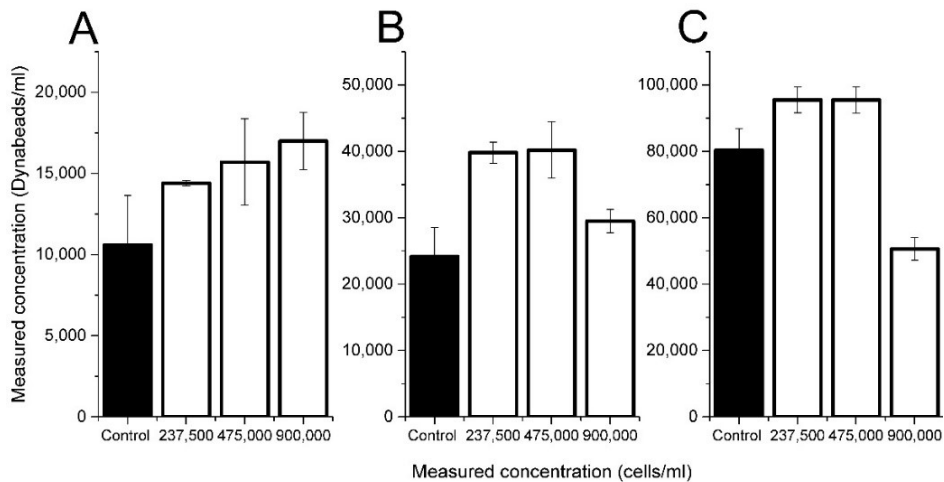 A
B
C
Measured concentration (Dynabeads/ml)
20,000
15,000
10,000
5,000
0
Control 237,500 475,000 900,000
50,000
40,000
30,000
20,000
10,000
0
Control 237,500 475,000 900,000
100,000
80,000
60,000
40,000
20,000
0
Control 237,500 475,000 900,000
Measured concentration (cells/ml)